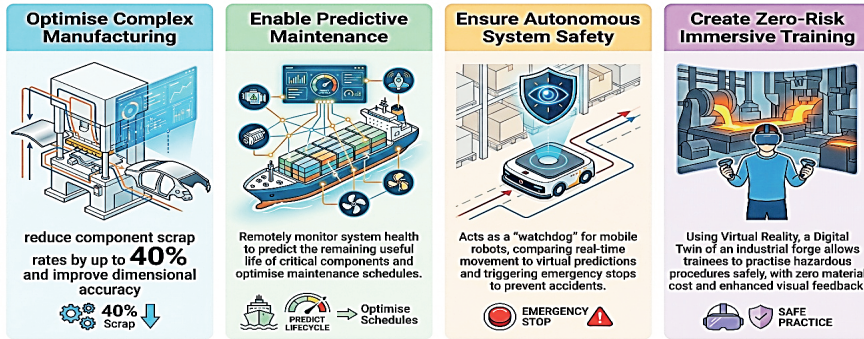 Optimise Complex
Manufacturing
reduce component scrap
rates by up to 40%
and improve dimensional
accuracy
40%
Scrap
Enable Predictive
Maintenance
Remotely monitor system health
to predict the remaining useful
life of critical components and
optimise maintenance schedules.
PREDICT
LIFECYCLE
Optimise
Schedules
Ensure Autonomous
System Safety
Acts as a "watchdog" for mobile
robots, comparing real-time
movement to virtual predictions
and triggering emergency stops
to prevent accidents.
EMERGENCY
STOP
Create Zero-Risk
Immersive Training
Using Virtual Reality, a Digital
Twin of an industrial forge allows
trainees to practise hazardous
procedures safely, with zero material
cost and enhanced visual feedback
SAFE
PRACTICE